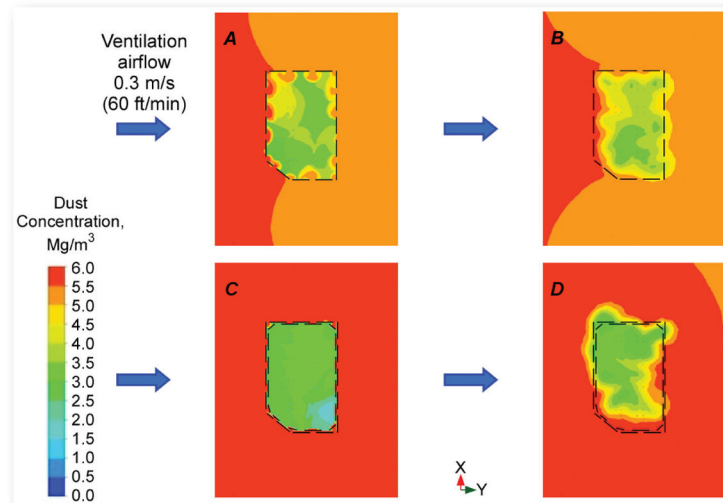 Ventilation
airflow
0.3 m/s
(60 ft/min)
A
B
Dust
Concentration,
Mg/m³
6.0
5.5
5.0
4.5
4.0
3.5
3.0
2.5
2.0
1.5
1.0
0.5
0.0
C
D
X
Y